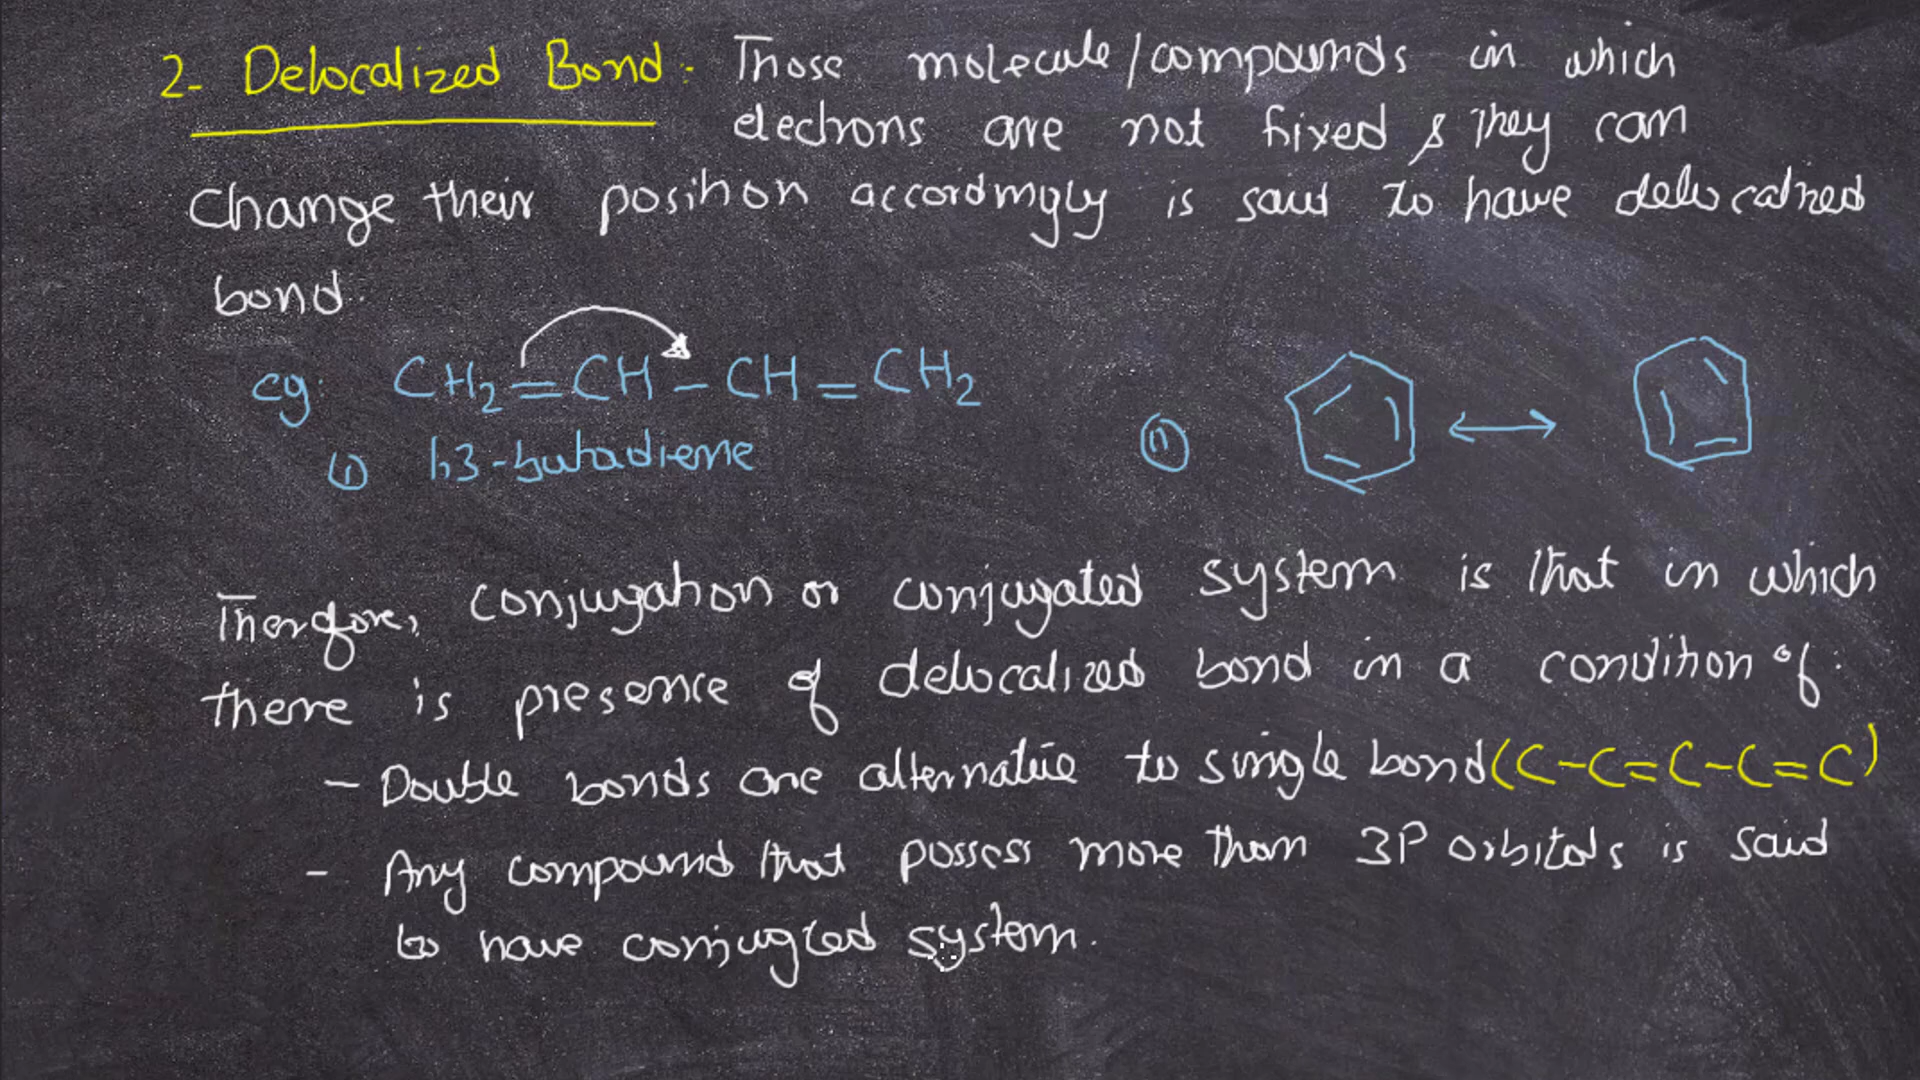 2- Delocalized Bond:- Those molecule/compounds in which
electrons are not fixed & they can
change their position accordingly is said to have delocalized
bond.
eg: CH2=CH-CH=CH2
(i) 1,3-butadiene (ii)
Therefore, conjugation or conjugated system is that in which
there is presence of delocalized bond in a condition of:
- Double bonds are alternative to single bond (C-C=C-C=C)
- Any compound that possess more than 3P orbitals is said
to have conjugated system.